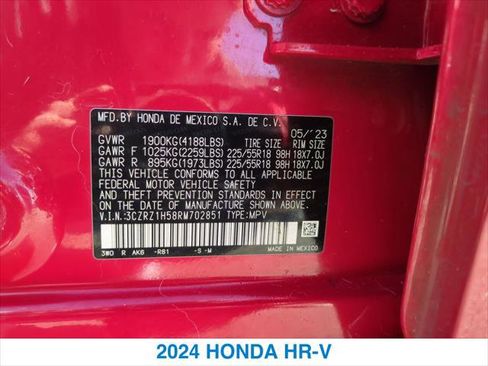 MFD.BY HONDA DE MEXICO S.A. DE C.V.
05/'23
GVWR 1900KG(4188LBS) TIRE SIZE RIM SIZE
GAWR F 1025KG(2259LBS) 225/55R18 98H 18X7.0J
GAWR R 895KG(1973LBS) 225/55R18 98H 18X7.0J
THIS VEHICLE CONFORMS TO ALL APPLICABLE
FEDERAL MOTOR VEHICLE SAFETY
AND THEFT PREVENTION STANDARDS IN
EFFECT ON THE DATE OF MANUFACTURE
SHOWN ABOVE.
V.I.N.:3CZRZ1H58RM702851 TYPE:MPV
3W0 R AK6 -R81 -S -M
MADE IN MEXICO
2024 HONDA HR-V